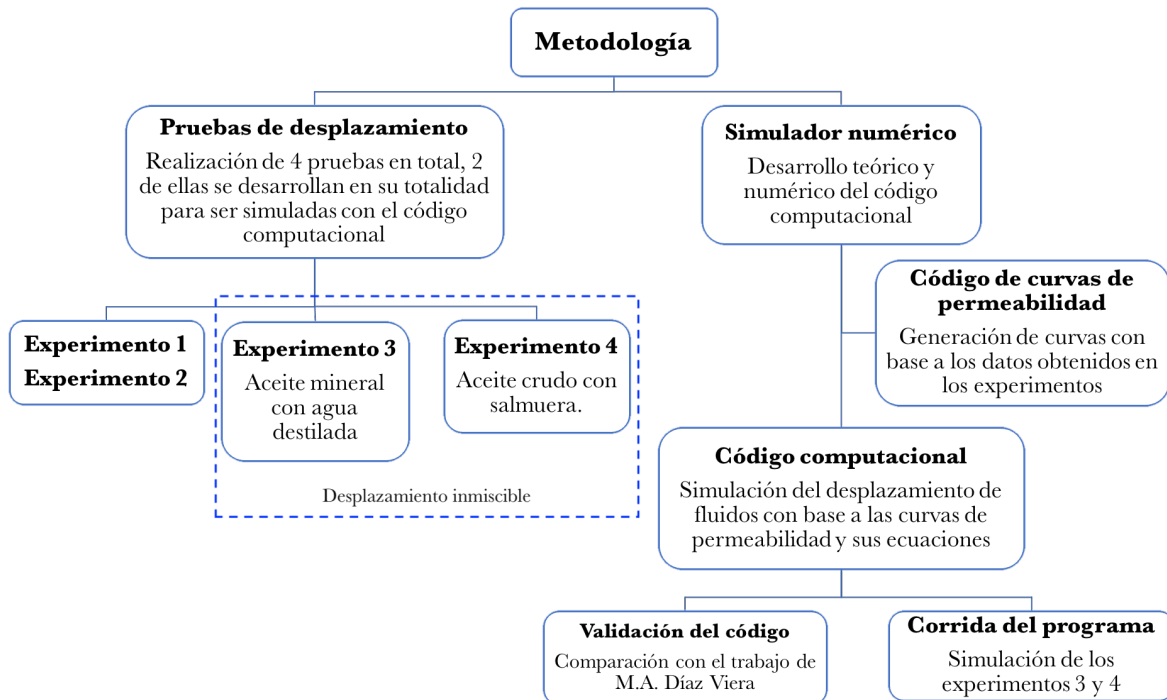 Metodología
Pruebas de desplazamiento
Realización de 4 pruebas en total, 2
de ellas se desarrollan en su totalidad
para ser simuladas con el código
computacional
Simulador numérico
Desarrollo teórico y
numérico del código
computacional
Código de curvas de
permeabilidad
Generación de curvas con
base a los datos obtenidos en
los experimentos
Experimento 1
Experimento 2
Experimento 3
Aceite mineral
con agua
destilada
Experimento 4
Aceite crudo con
salmuera.
Desplazamiento inmiscible
Código computacional
Simulación del desplazamiento de
fluidos con base a las curvas de
permeabilidad y sus ecuaciones
Validación del código
Comparación con el trabajo de
M.A. Díaz Viera
Corrida del programa
Simulación de los
experimentos 3 y 4